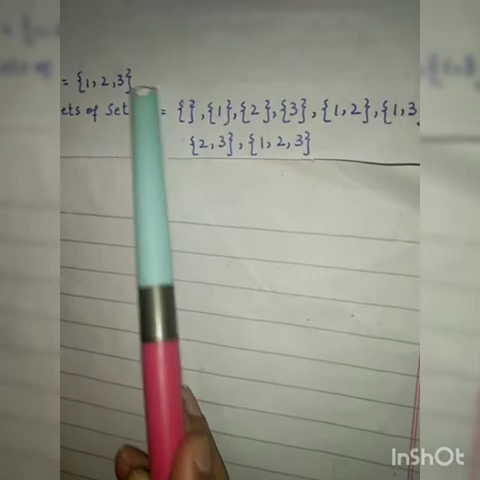 = {1, 2, 3}
ets of Set = {}, {1}, {2}, {3}, {1, 2}, {1, 3
{2, 3}, {1, 2, 3}
InShOt